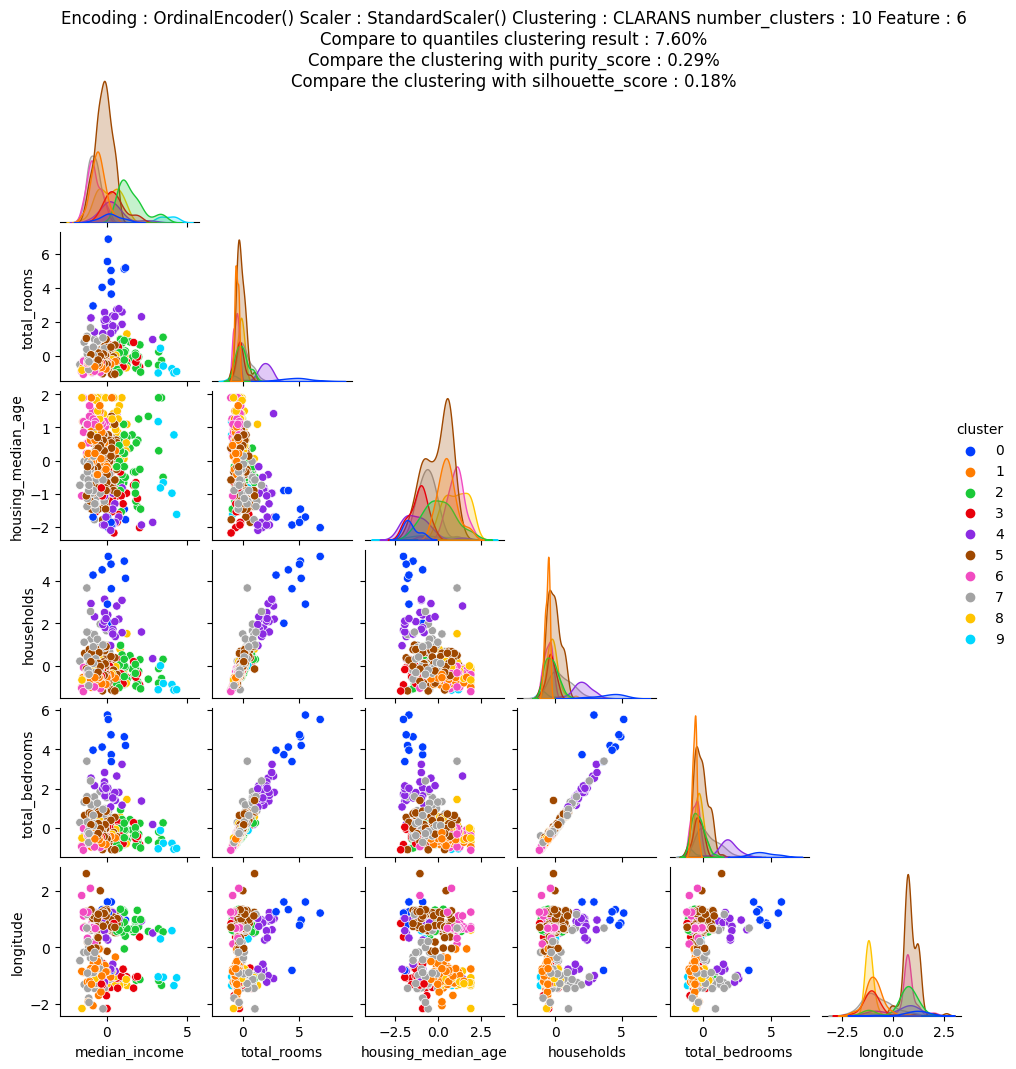 Encoding : OrdinalEncoder() Scaler : StandardScaler() Clustering : CLARANS number_clusters : 10 Feature : 6
Compare to quantiles clustering result : 7.60%
Compare the clustering with purity_score : 0.29%
Compare the clustering with silhouette_score : 0.18%
total_rooms
6
4
2
0
housing_median_age
2
1
0
−1
−2
households
4
2
0
total_bedrooms
6
4
2
0
longitude
2
0
−2
0
5
0
5
−2.5
0.0
2.5
0
5
0
5
−2.5
0.0
2.5
median_income
total_rooms
housing_median_age
households
total_bedrooms
longitude
cluster
0
1
2
3
4
5
6
7
8
9